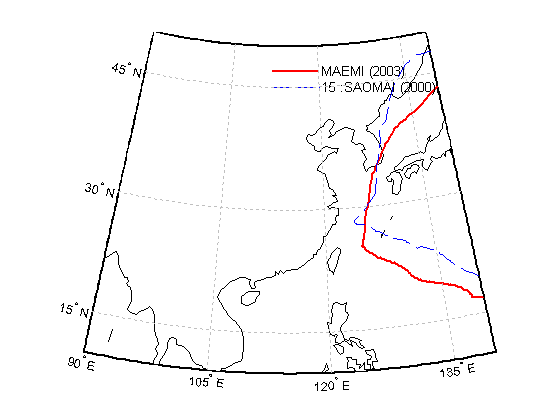 45° N
MAEMI (2003)
15 :SAOMAI (2000)
30° N
15° N
90° E
105° E
120° E
135° E